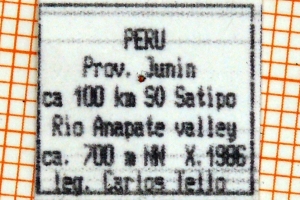 PERU
Prov. Junin
ca 100 km SO Satipo
Rio Anapate valley
ca. 700 m NN X.1986
leg. Carlos Tello